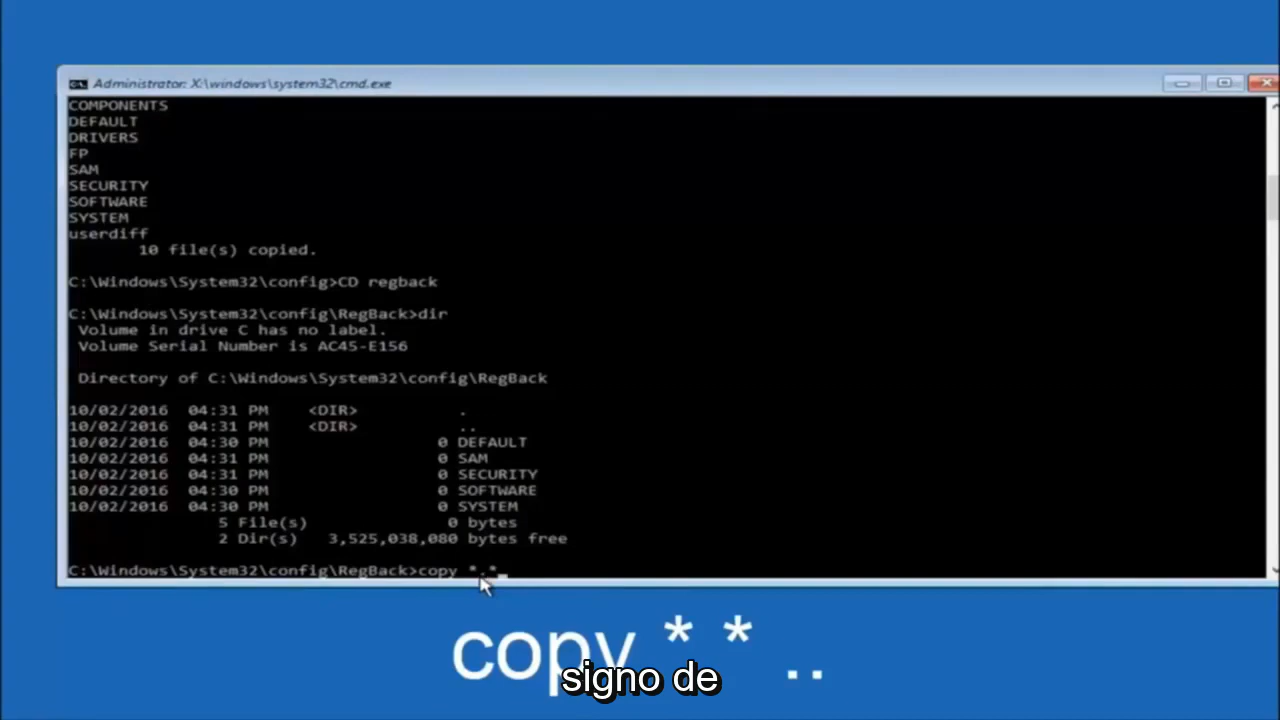 Administrator: X:\windows\system32\cmd.exe
COMPONENTS
DEFAULT
DRIVERS
FP
SAM
SECURITY
SOFTWARE
SYSTEM
userdiff
10 file(s) copied.
C:\Windows\System32\config>CD regback
C:\Windows\System32\config\RegBack>dir
Volume in drive C has no label.
Volume Serial Number is AC45-E156
Directory of C:\Windows\System32\config\RegBack
10/02/2016 04:31 PM <DIR> .
10/02/2016 04:31 PM <DIR> ..
10/02/2016 04:30 PM 0 DEFAULT
10/02/2016 04:31 PM 0 SAM
10/02/2016 04:31 PM 0 SECURITY
10/02/2016 04:30 PM 0 SOFTWARE
10/02/2016 04:30 PM 0 SYSTEM
5 File(s) 0 bytes
2 Dir(s) 3,525,038,080 bytes free
C:\Windows\System32\config\RegBack>copy *.*_
copy * * ..
signo de